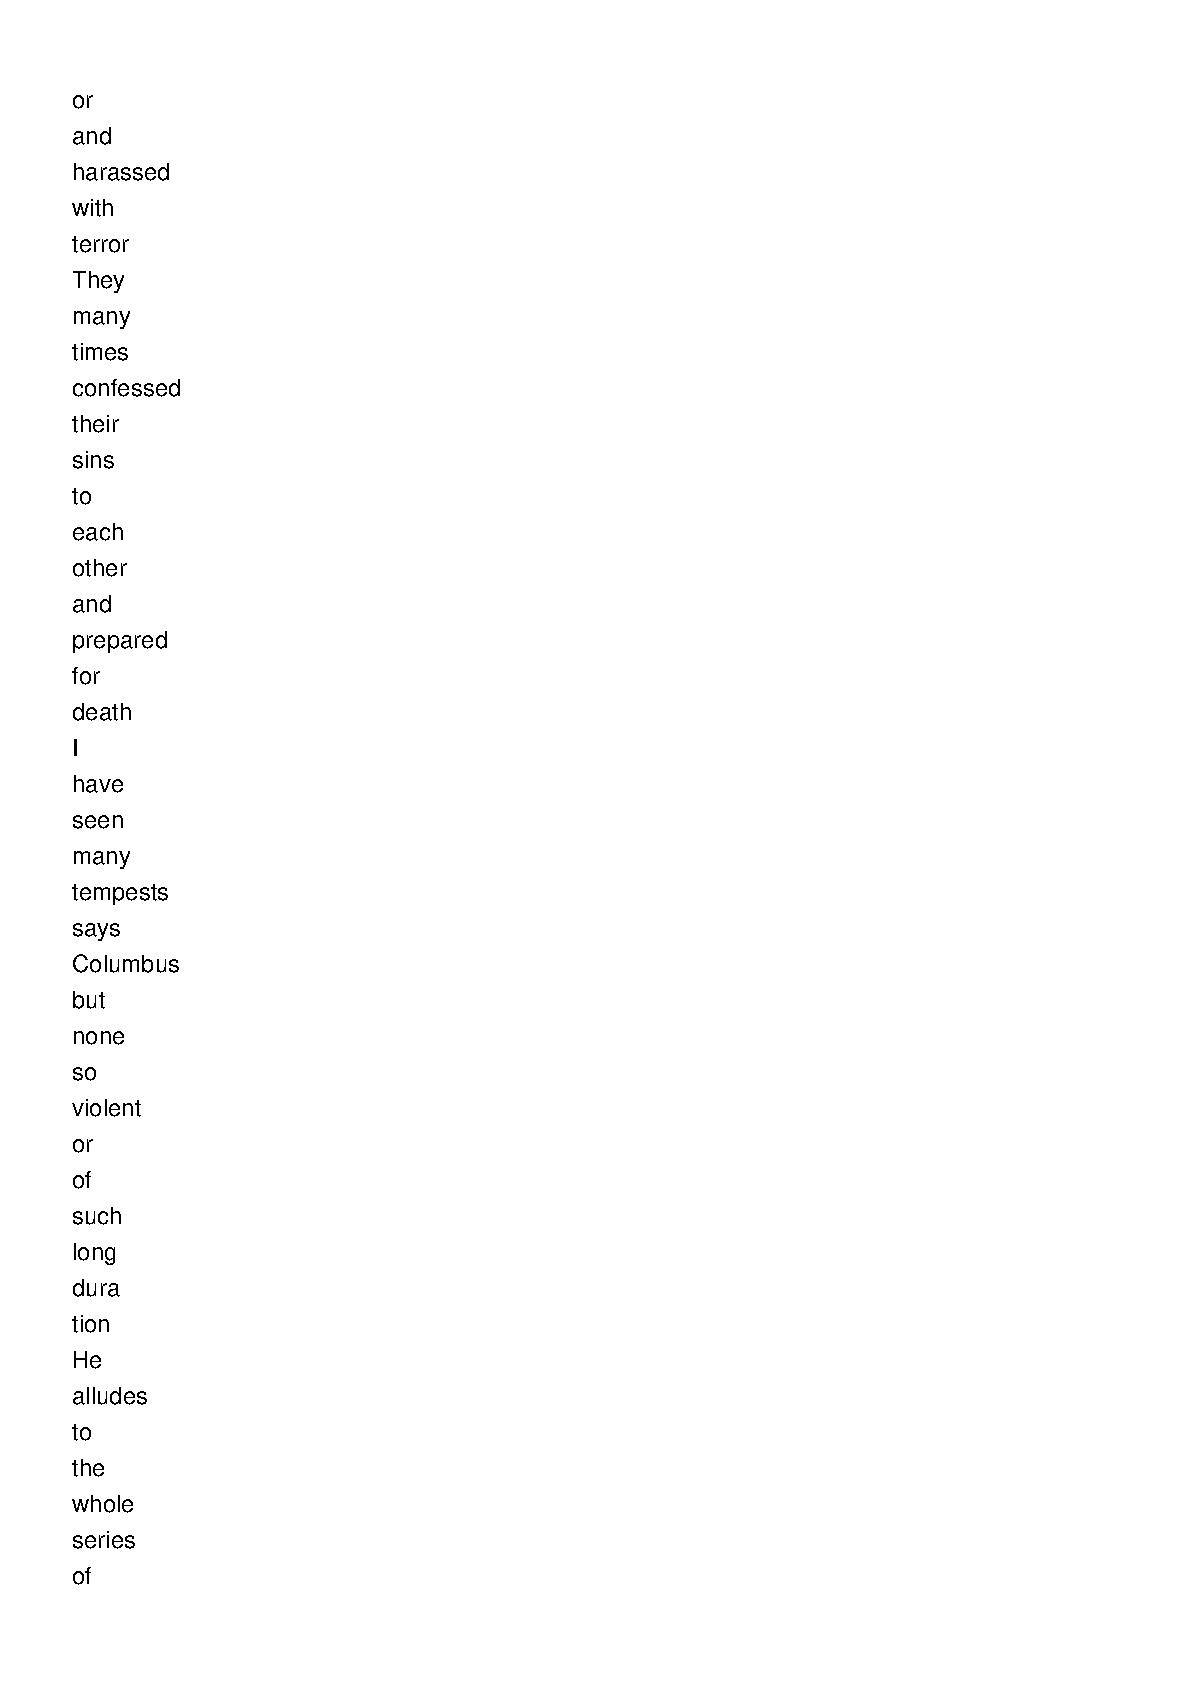 or
and
harassed
with
terror
They
many
times
confessed
their
sins
to
each
other
and
prepared
for
death
I
have
seen
many
tempests
says
Columbus
but
none
so
violent
or
of
such
long
dura
tion
He
alludes
to
the
whole
series
of